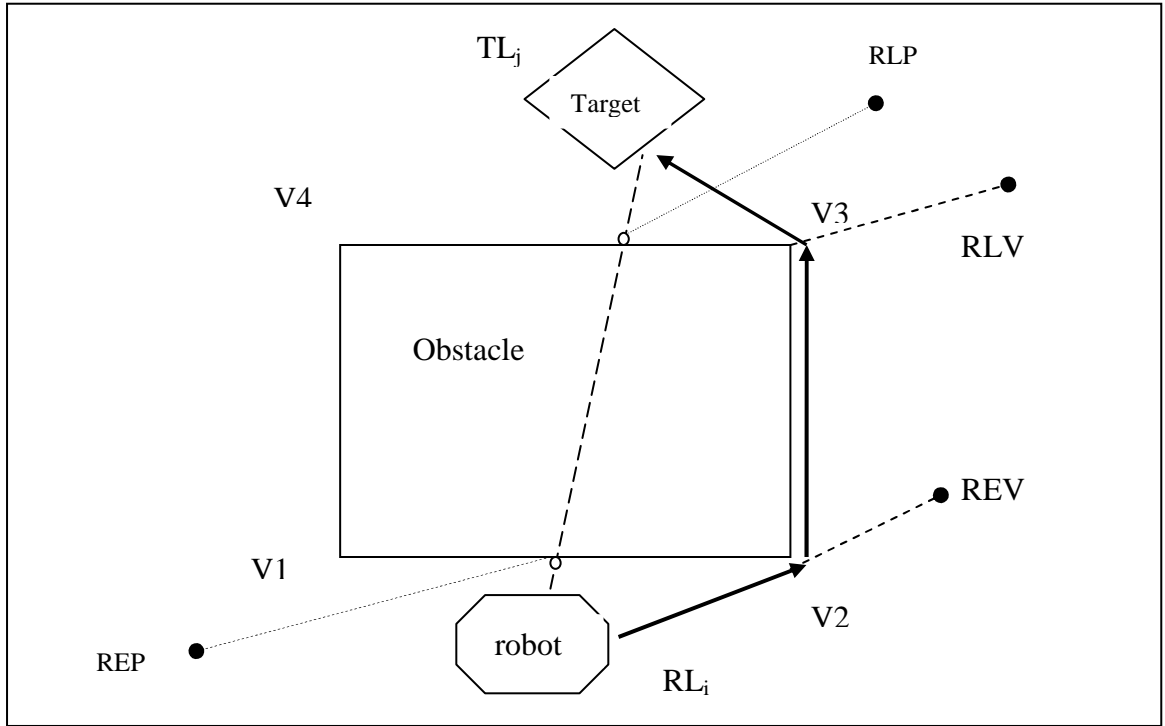 TLj
RLP
Target
V4
V3
RLV
Obstacle
REV
V1
V2
robot
REP
RLi